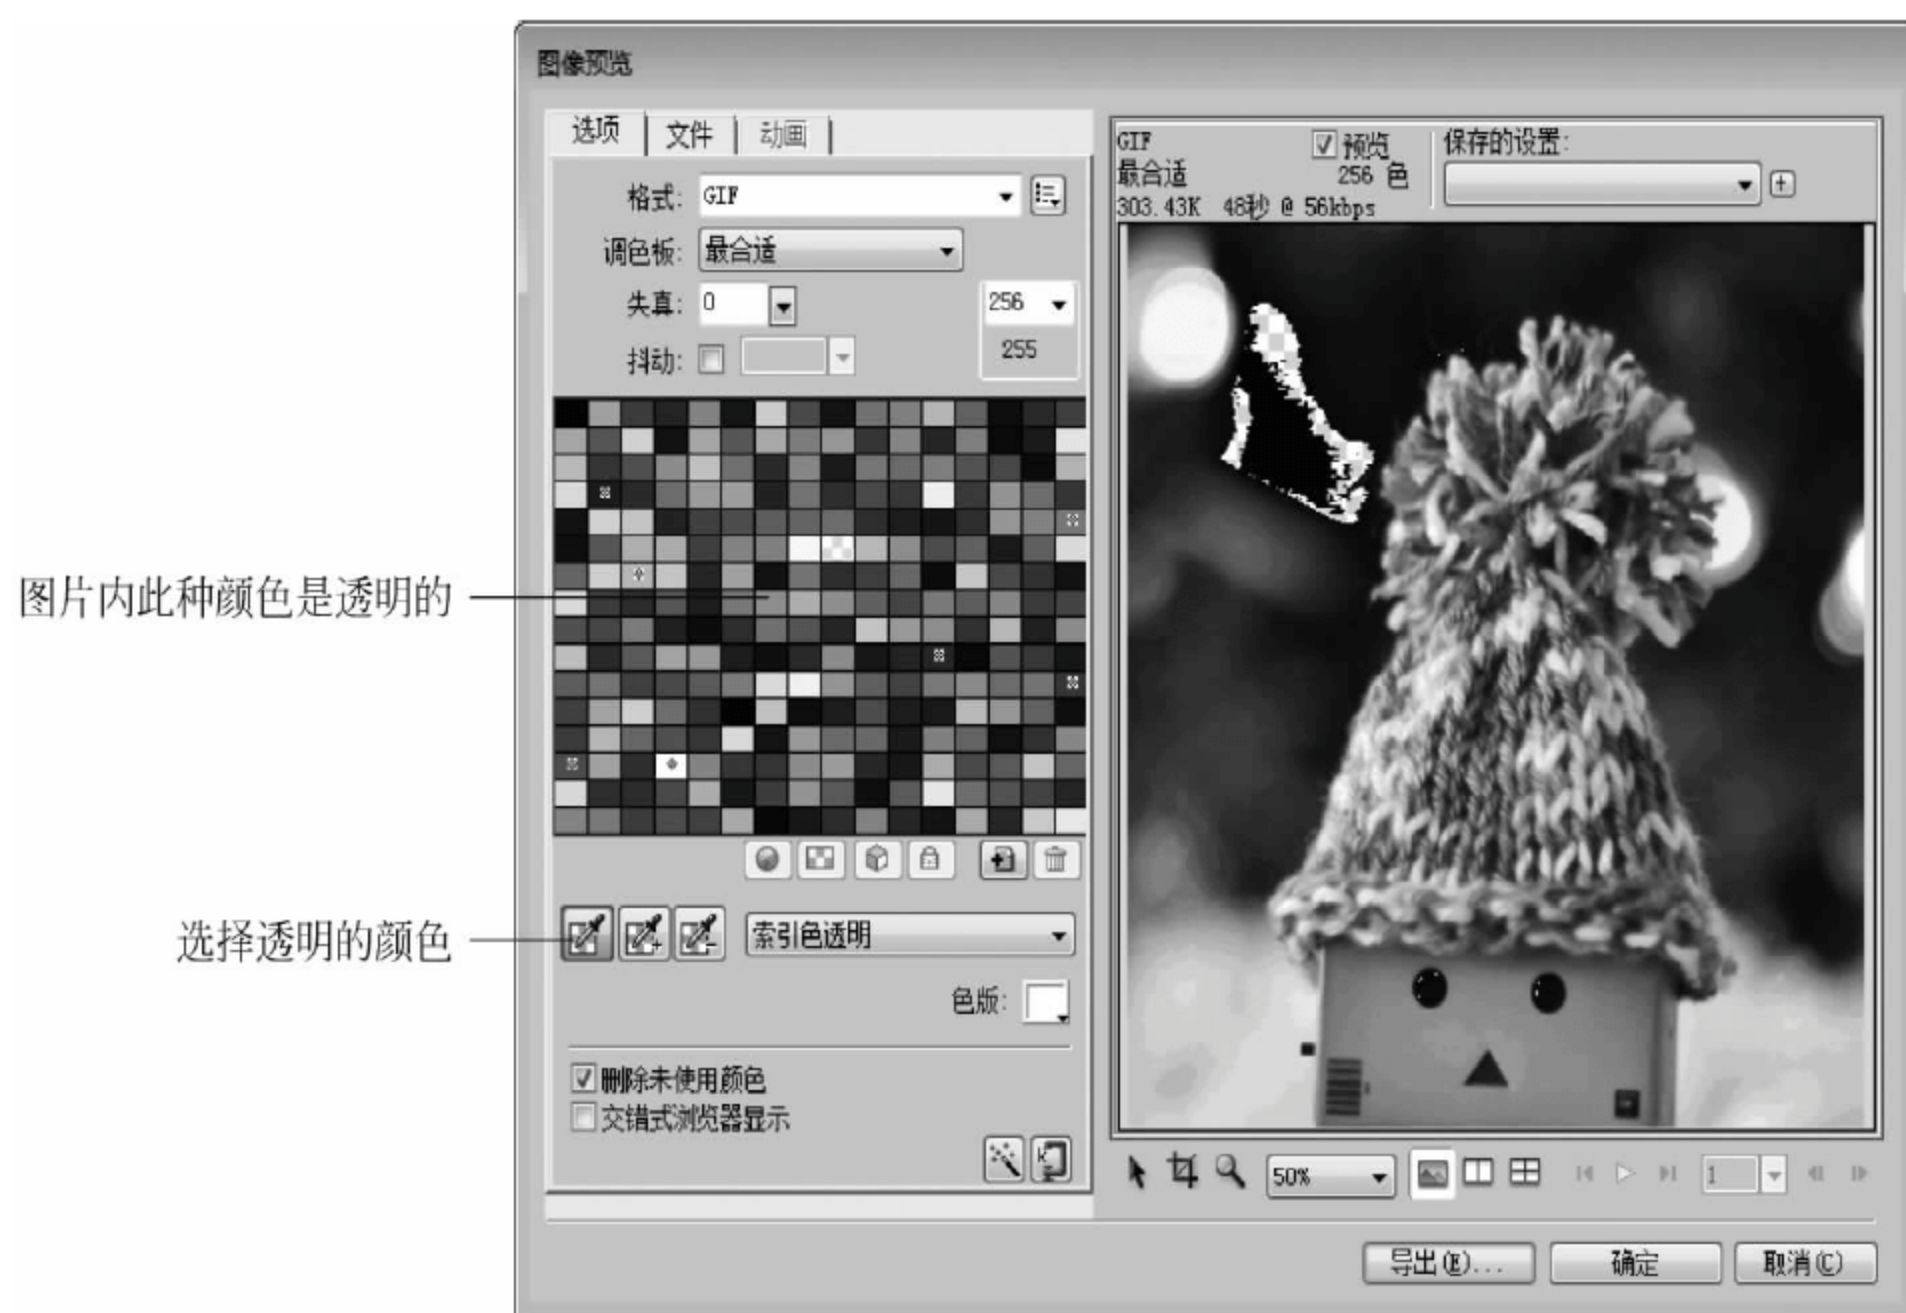 图像预览
选项 文件 动画
格式: GIF
调色板: 最合适
失真: 0 256
抖动: 255
图片内此种颜色是透明的
选择透明的颜色
索引色透明
色版:
删除未使用颜色
交错式浏览器显示
GIF 预览 保存的设置:
最合适 256 色
303.43K 48秒 @ 56kbps
50% 1
导出(E)... 确定 取消(C)